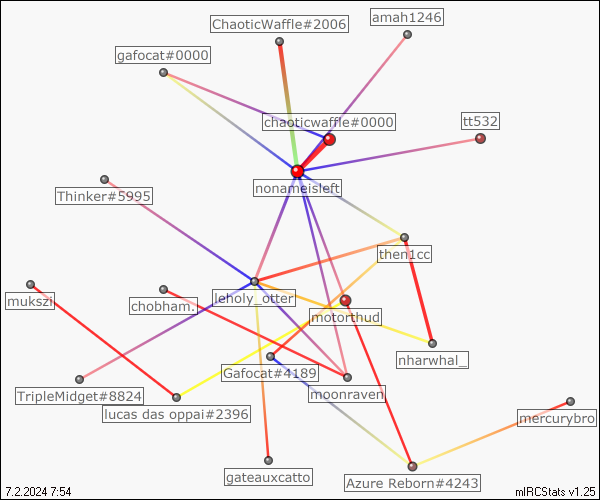 ChaoticWaffle#2006
amah1246
gafocat#0000
chaoticwaffle#0000
tt532
nonameisleft
Thinker#5995
then1cc
mukszi
chobham.
leholy_otter
motorthud
nharwhal_
Gafocat#4189
TripleMidget#8824
moonraven
lucas das oppai#2396
mercurybro
gateauxcatto
Azure Reborn#4243
7.2.2024 7:54
mIRCStats v1.25